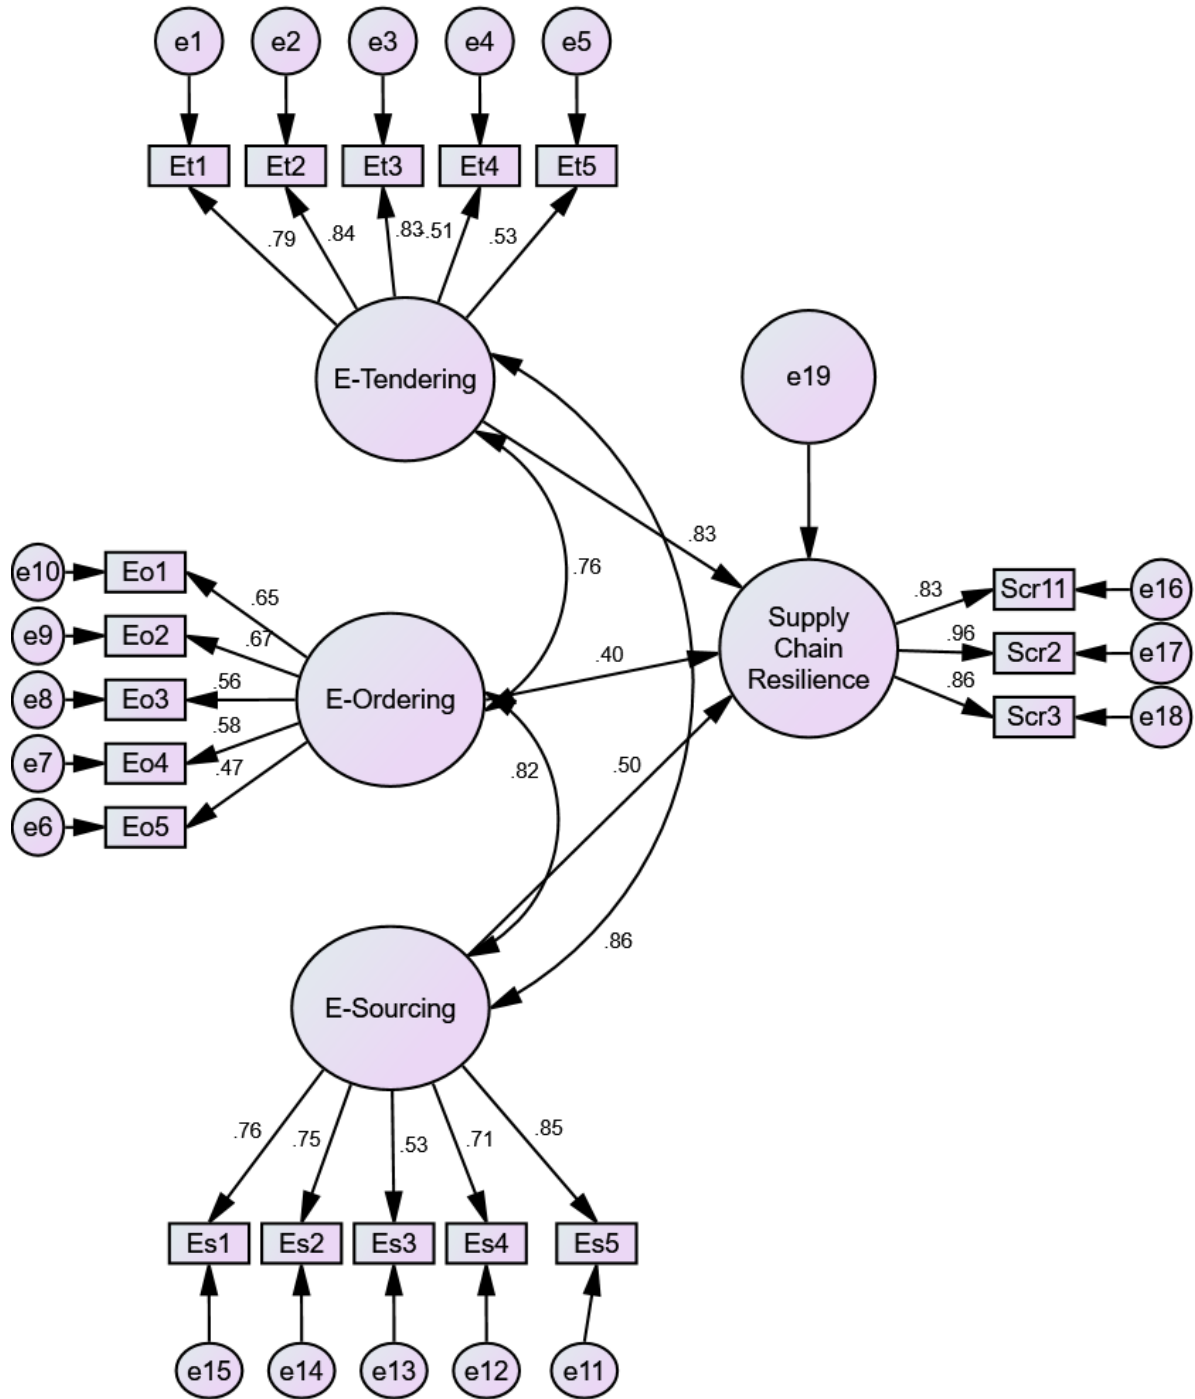 e1 e2 e3 e4 e5
Et1 Et2 Et3 Et4 Et5
.79 .84 .83 .51 .53
E-Tendering
e19
.83
.76
e10 Eo1 .65
e9 Eo2 .67
e8 Eo3 .56
e7 Eo4 .58
e6 Eo5 .47
E-Ordering
.40
Supply
Chain
Resilience
.83 Scr11 e16
.96 Scr2 e17
.86 Scr3 e18
.82
.50
.86
E-Sourcing
.76 .75 .53 .71 .85
Es1 Es2 Es3 Es4 Es5
e15 e14 e13 e12 e11